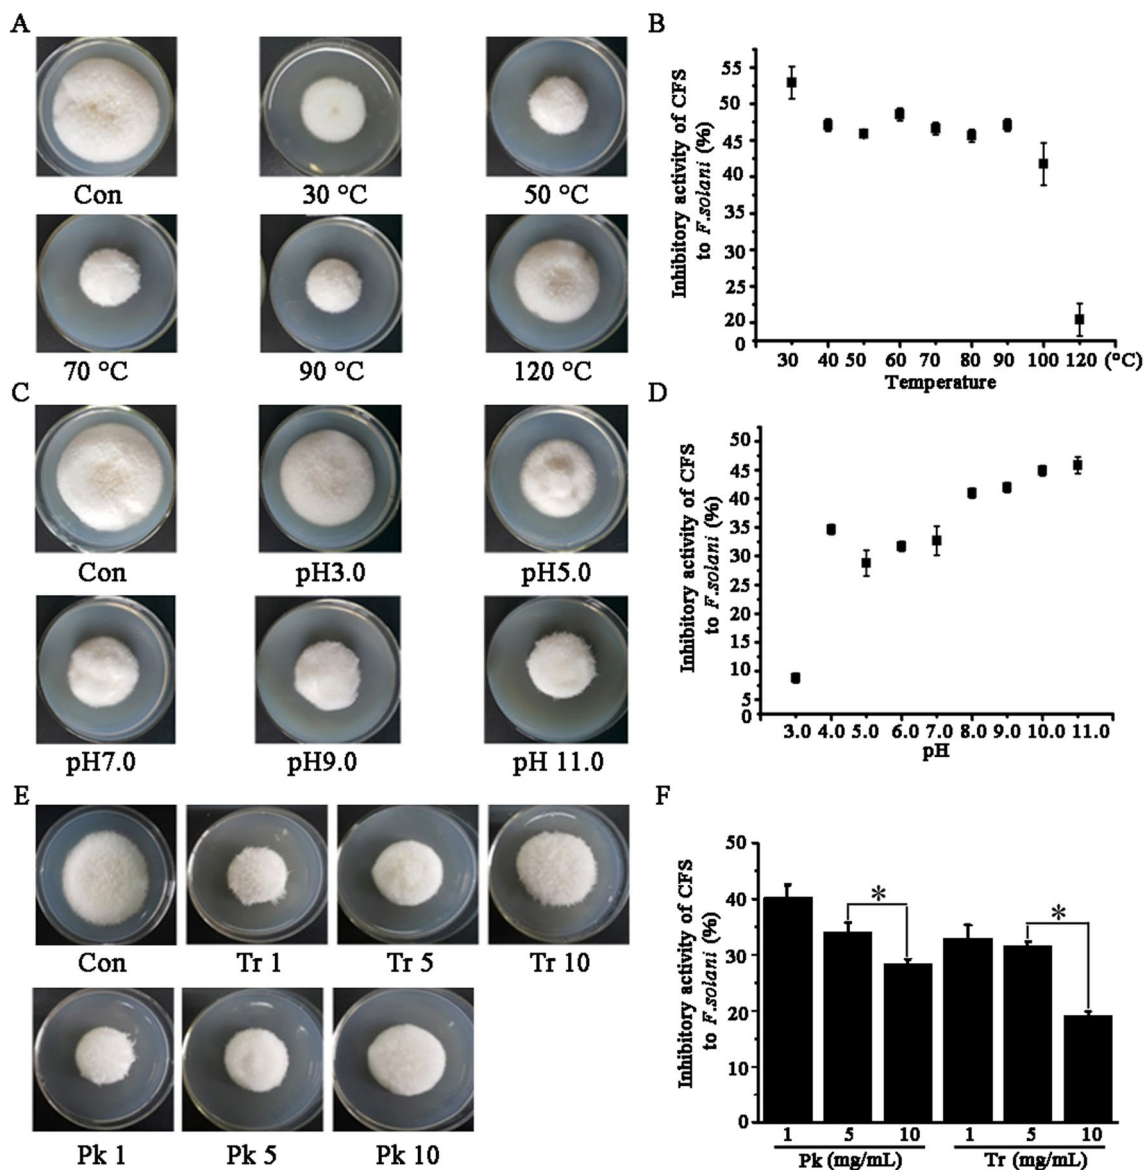 A
Con
30 °C
50 °C
70 °C
90 °C
120 °C
B
Inhibitory activity of CFS
to F.solani (%)
55
50
45
40
35
30
25
20
0
30 40 50 60 70 80 90 100 120 (°C)
Temperature
C
Con
pH3.0
pH5.0
pH7.0
pH9.0
pH 11.0
D
Inhibitory activity of CFS
to F.solani (%)
50
45
40
35
30
25
20
15
10
5
0
3.0 4.0 5.0 6.0 7.0 8.0 9.0 10.0 11.0
pH
E
Con
Tr 1
Tr 5
Tr 10
Pk 1
Pk 5
Pk 10
F
Inhibitory activity of CFS
to F.solani (%)
50
40
30
20
10
0
*
*
1 5 10 1 5 10
Pk (mg/mL) Tr (mg/mL)